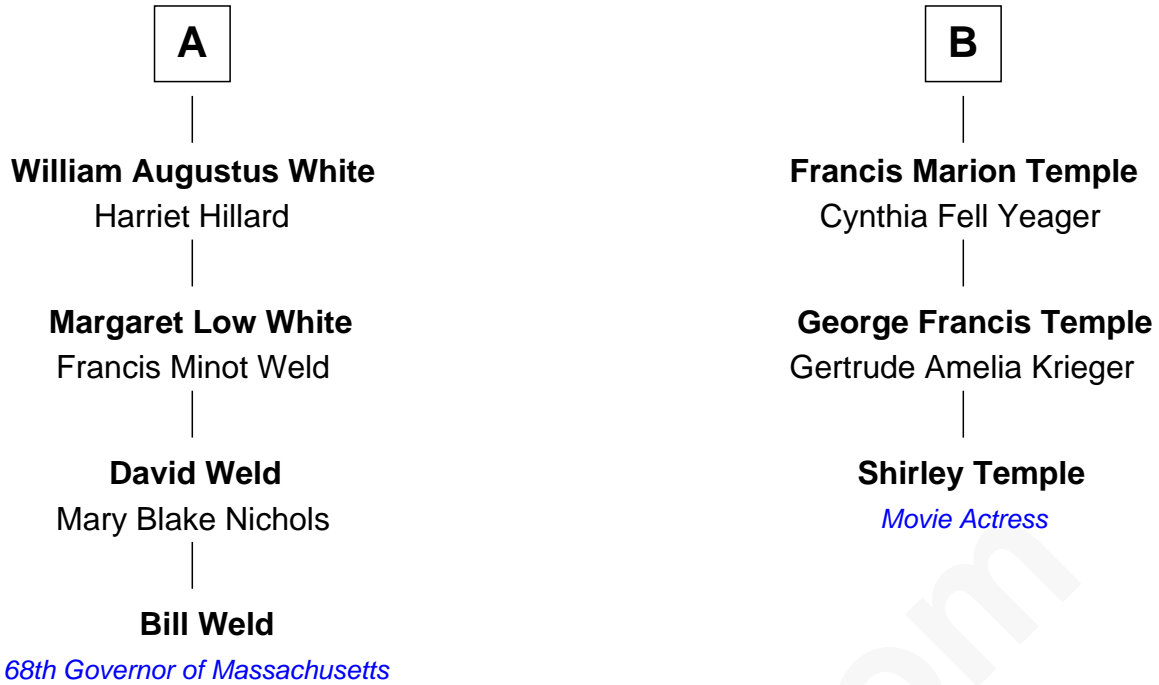 A
William Augustus White
Harriet Hillard
Margaret Low White
Francis Minot Weld
David Weld
Mary Blake Nichols
Bill Weld
68th Governor of Massachusetts
B
Francis Marion Temple
Cynthia Fell Yeager
George Francis Temple
Gertrude Amelia Krieger
Shirley Temple
Movie Actress
om